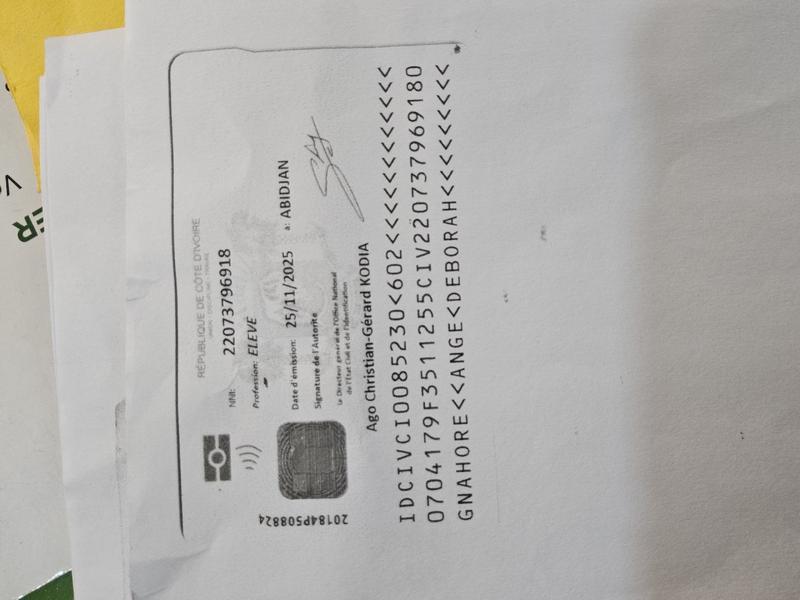 RÉPUBLIQUE DE CÔTE D'IVOIRE
NNI: 22073796918
Profession: ELEVE
Date d'émission: 25/11/2025 à: ABIDJAN
Signature de l'Autorité
Le Directeur général de l'Office National
de l'État Civil et de l'Identification
Ago Christian-Gérard KODIA
20184P508824
IDCIVCI0085230<602<<<<<<<<<<<<
0704179F3511255CIV220737969180
GNAHORE<<ANGE<DEBORAH<<<<<<<<<
ER